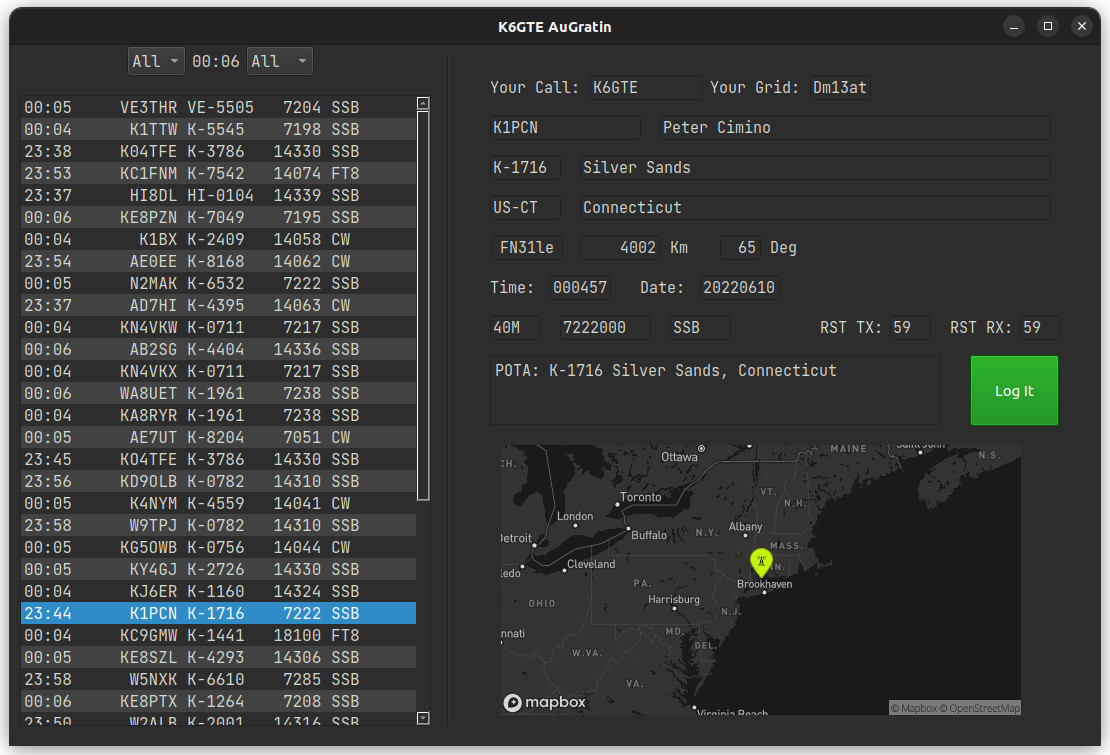 K6GTE AuGratin
All 00:06 All
00:05 VE3THR VE-5505 7204 SSB
00:04 K1TTW K-5545 7198 SSB
23:38 KO4TFE K-3786 14330 SSB
23:53 KC1FNM K-7542 14074 FT8
23:37 HI8DL HI-0104 14339 SSB
00:06 KE8PZN K-7049 7195 SSB
00:04 K1BX K-2409 14058 CW
23:54 AE0EE K-8168 14062 CW
00:05 N2MAK K-6532 7222 SSB
23:37 AD7HI K-4395 14063 CW
00:04 KN4VKW K-0711 7217 SSB
00:06 AB2SG K-4404 14336 SSB
00:04 KN4VKX K-0711 7217 SSB
00:06 WA8UET K-1961 7238 SSB
00:04 KA8RYR K-1961 7238 SSB
00:05 AE7UT K-8204 7051 CW
23:45 KO4TFE K-3786 14330 SSB
23:56 KD9OLB K-0782 14310 SSB
00:05 K4NYM K-4559 14041 CW
23:58 W9TPJ K-0782 14310 SSB
00:05 KG5OWB K-0756 14044 CW
00:05 KY4GJ K-2726 14330 SSB
00:04 KJ6ER K-1160 14324 SSB
23:44 K1PCN K-1716 7222 SSB
00:04 KC9GMW K-1441 18100 FT8
00:05 KE8SZL K-4293 14306 SSB
23:58 W5NXK K-6610 7285 SSB
00:06 KE8PTX K-1264 7208 SSB
23:50 W2ALB K-2001 14316 SSB
Your Call: K6GTE Your Grid: Dm13at
K1PCN Peter Cimino
K-1716 Silver Sands
US-CT Connecticut
FN31le 4002 Km 65 Deg
Time: 000457 Date: 20220610
40M 7222000 SSB RST TX: 59 RST RX: 59
POTA: K-1716 Silver Sands, Connecticut
Log It
Ottawa
MAINE
Saint John
N.S.
CH.
Toronto
VT.
N.H.
London
Albany
Detroit
Buffalo
N.Y.
MASS.
Cleveland
NN.
ledo
PA.
Brookhaven
OHIO
Harrisburg
N.J.
nnati
MD.
W.VA.
DEL.
VA.
Virginia Beach
mapbox
© Mapbox © OpenStreetMap